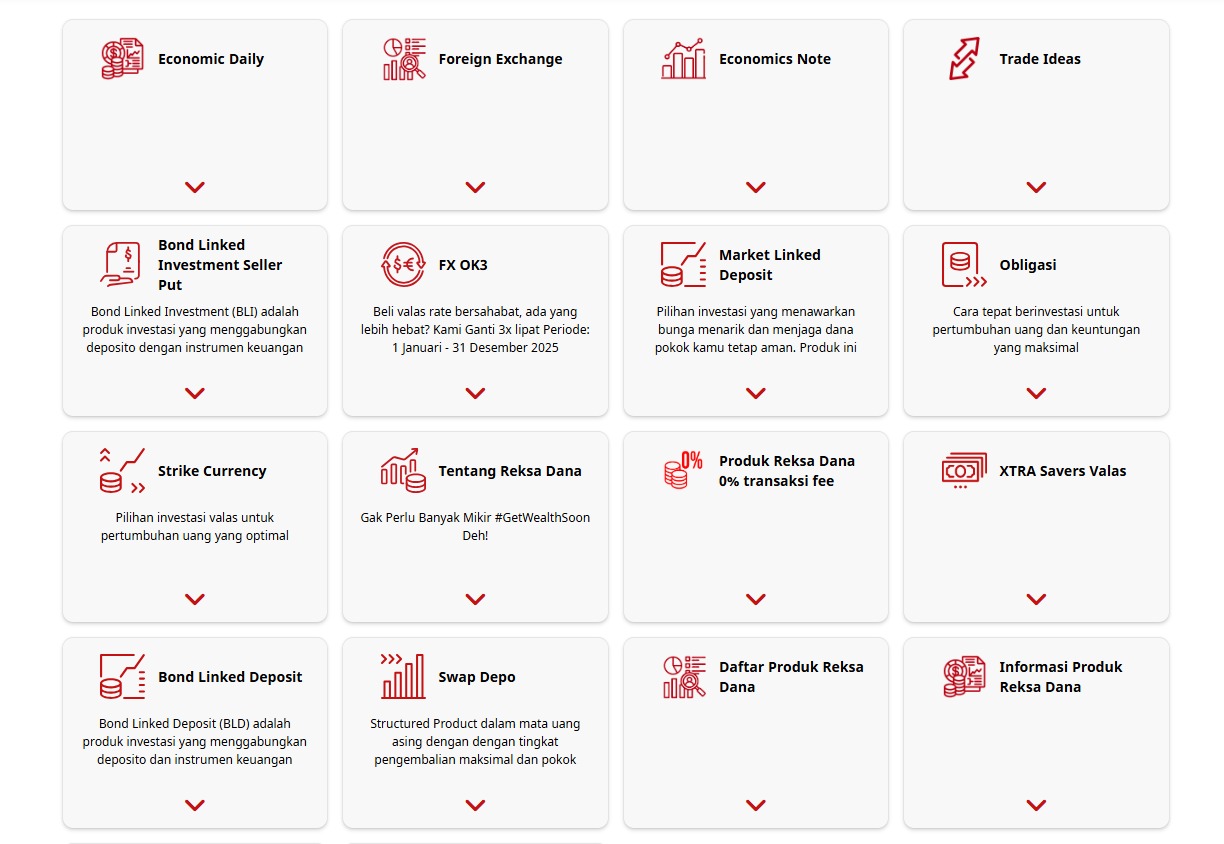 Economic Daily
Foreign Exchange
Economics Note
Trade Ideas
Bond Linked
Investment Seller
Put
Bond Linked Investment (BLI) adalah
produk investasi yang menggabungkan
deposito dengan instrumen keuangan
FX OK3
Beli valas rate bersahabat, ada yang
lebih hebat? Kami Ganti 3x lipat Periode:
1 Januari - 31 Desember 2025
Market Linked
Deposit
Pilihan investasi yang menawarkan
bunga menarik dan menjaga dana
pokok kamu tetap aman. Produk ini
Obligasi
Cara tepat berinvestasi untuk
pertumbuhan uang dan keuntungan
yang maksimal
Strike Currency
Pilihan investasi valas untuk
pertumbuhan uang yang optimal
Tentang Reksa Dana
Gak Perlu Banyak Mikir #GetWealthSoon
Deh!
0%
Produk Reksa Dana
0% transaksi fee
XTRA Savers Valas
Bond Linked Deposit
Bond Linked Deposit (BLD) adalah
produk investasi yang menggabungkan
deposito dan instrumen keuangan
Swap Depo
Structured Product dalam mata uang
asing dengan dengan tingkat
pengembalian maksimal dan pokok
Daftar Produk Reksa
Dana
Informasi Produk
Reksa Dana